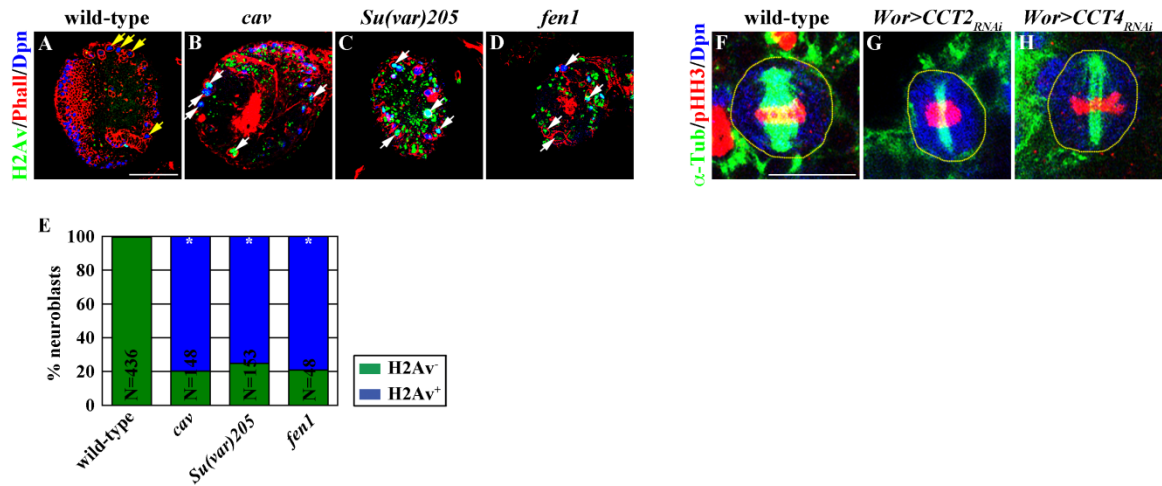 wild-type cav Su(var)205 fen1
H2Av/Phall/Dpn
A B C D
wild-type Wor>CCT2RNAi Wor>CCT4RNAi
α-Tub/pHH3/Dpn
F G H
E
% neuroblasts
100
80
60
40
20
0
* * *
N=436 N=148 N=153 N=48
wild-type cav Su(var)205 fen1
H2Av-
H2Av+